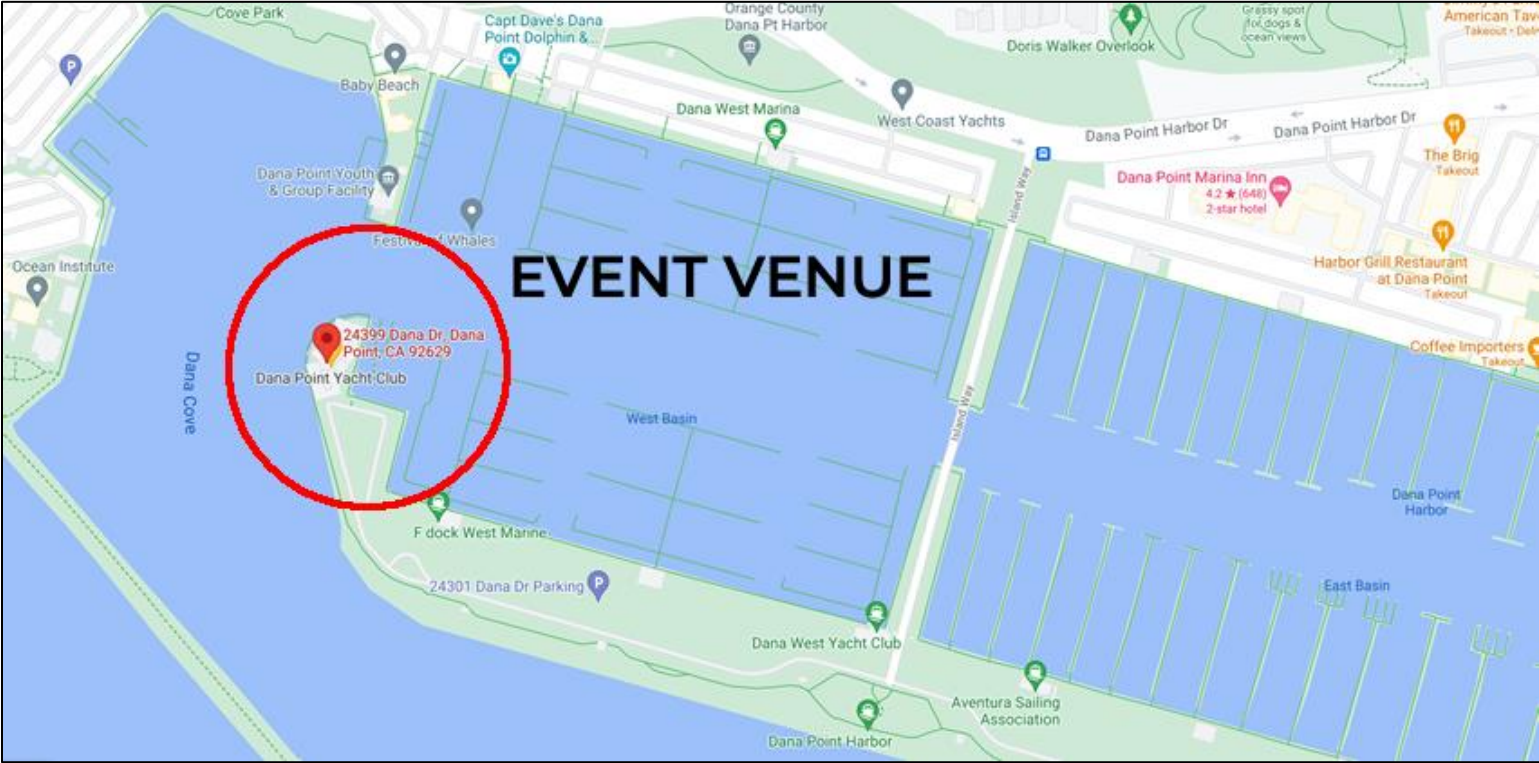 Cove Park
Capt Dave's Dana
Point Dolphin &...
Orange County
Dana Pt Harbor
Doris Walker Overlook
Grassy spot
for dogs &
ocean views
American Tav
Takeout
P
Baby Beach
Dana West Marina
West Coast Yachts
Dana Point Harbor Dr
Dana Point Harbor Dr
The Brig
Takeout
Dana Point Youth
& Group Facility
Island Way
Dana Point Marina Inn
4.2 ★ (648)
2-star hotel
Festival of Whales
EVENT VENUE
Ocean Institute
Harbor Grill Restaurant
at Dana Point
Takeout
24399 Dana Dr, Dana
Point, CA 92629
Dana Point Yacht Club
Coffee Importers
Takeout
Dana Cove
West Basin
Island Way
Dana Point
Harbor
F dock West Marine
24301 Dana Dr Parking
P
East Basin
Dana West Yacht Club
Aventura Sailing
Association
Dana Point Harbor